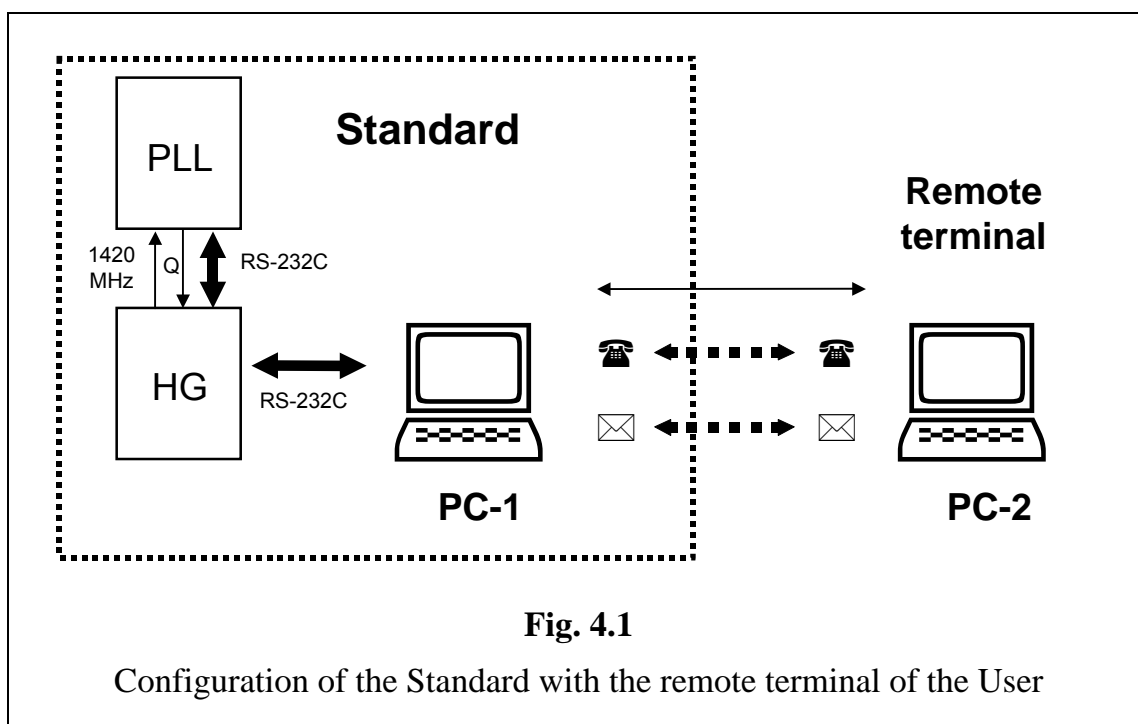 Standard
PLL
Remote
terminal
1420
MHz
Q
RS-232C
HG
RS-232C
PC-1
PC-2
Fig. 4.1
Configuration of the Standard with the remote terminal of the User